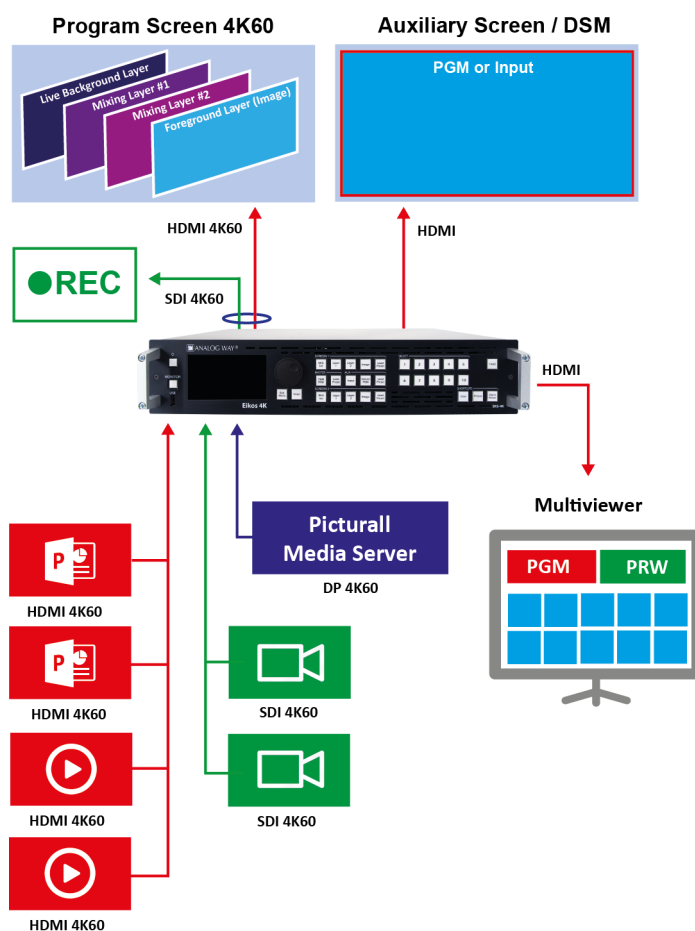 Program Screen 4K60
Auxiliary Screen / DSM
Live Background Layer
Mixing Layer #1
Mixing Layer #2
Foreground Layer (Image)
PGM or Input
HDMI 4K60
HDMI
REC
SDI 4K60
ANALOG WAY®
Eikos 4K
HDMI
Multiviewer
PGM
PRW
Picturall
Media Server
DP 4K60
P
HDMI 4K60
P
HDMI 4K60
SDI 4K60
HDMI 4K60
SDI 4K60
HDMI 4K60